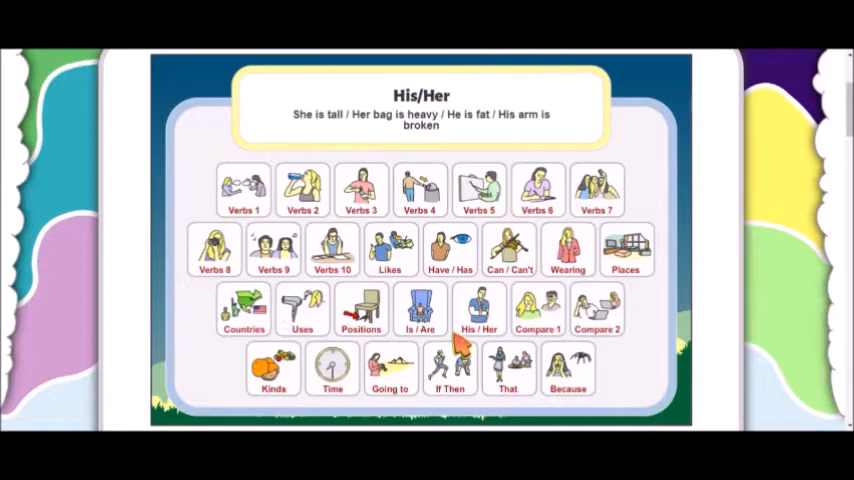 His/Her
She is tall / Her bag is heavy / He is fat / His arm is
broken
Verbs 1 Verbs 2 Verbs 3 Verbs 4 Verbs 5 Verbs 6 Verbs 7
Verbs 8 Verbs 9 Verbs 10 Likes Have / Has Can / Can't Wearing Places
Countries Uses Positions Is / Are His / Her Compare 1 Compare 2
Kinds Time Going to If Then That Because